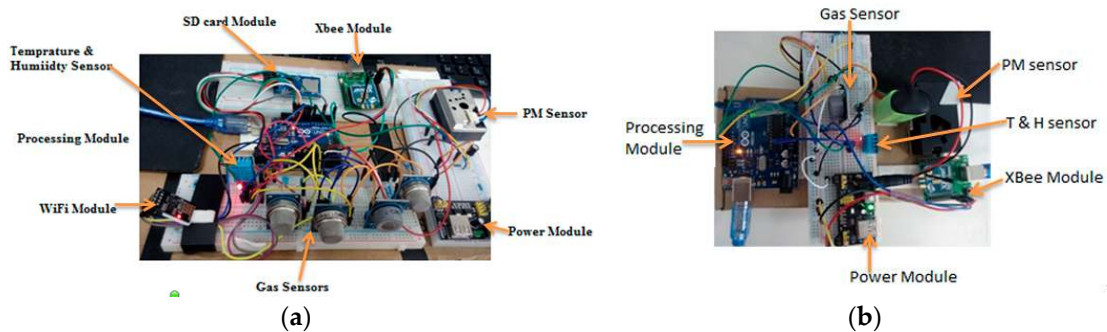 SD card Module
Xbee Module
Temprature &
Humiidty Sensor
PM Sensor
Processing Module
WiFi Module
Power Module
Gas Sensors
(a)
Gas Sensor
PM sensor
Processing
Module
T & H sensor
XBee Module
Power Module
(b)